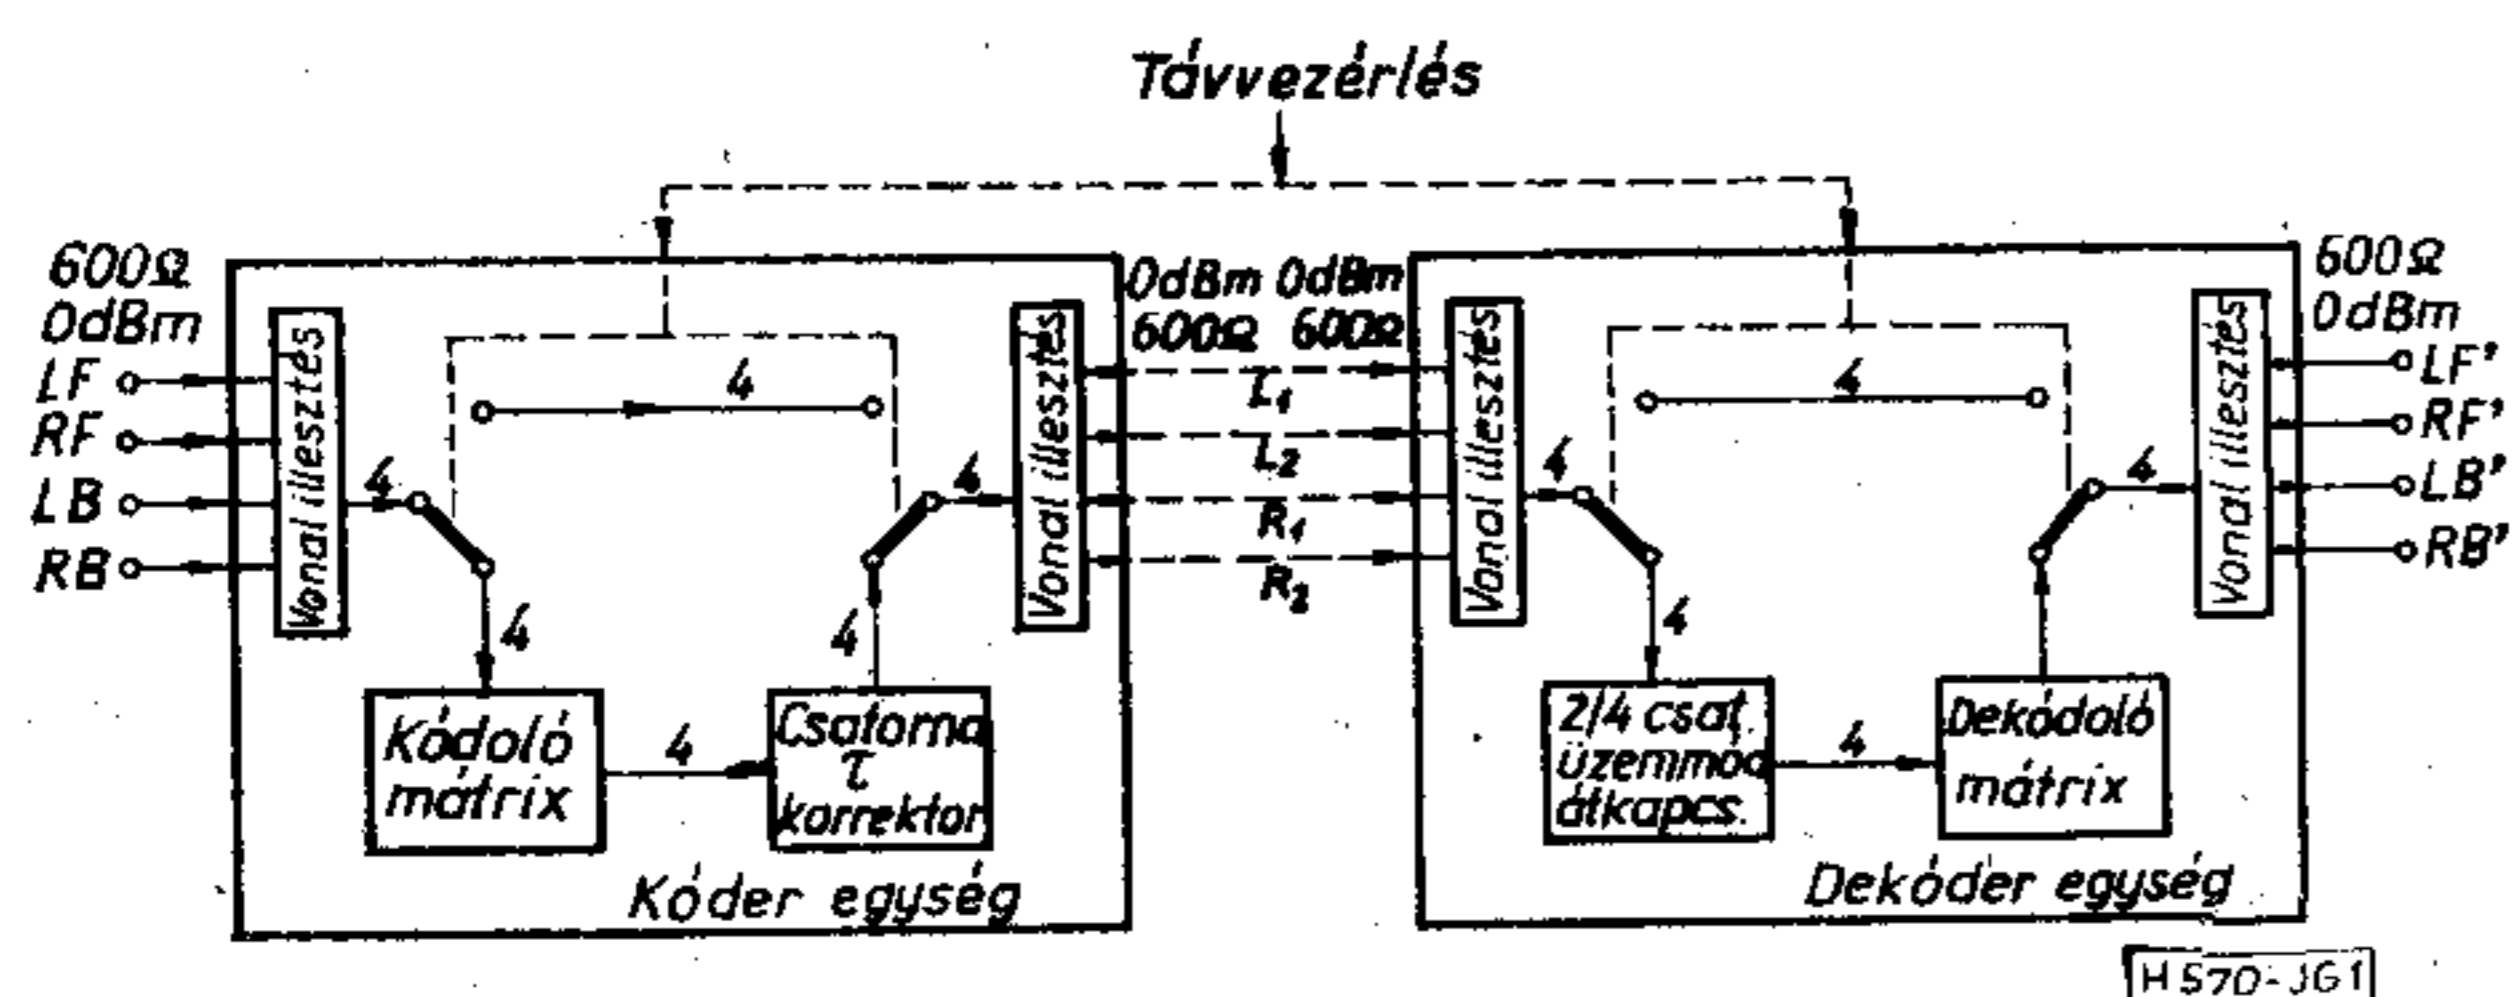 Távvezérlés
600Ω
0dBm
LF
RF
LB
RB
Vonal illesztés
4
4
4
Kódoló
mátrix
4
Csatorna
τ
korrektor
4
4
Vonal illesztés
Kóder egység
0dBm 0dBm
600Ω 600Ω
L1
L2
R1
R2
Vonal illesztés
4
4
4
2/4 csat.
üzemmód
átkapcs.
4
Dekódoló
mátrix
4
Vonal illesztés
Dekóder egység
600Ω
0dBm
LF'
RF'
LB'
RB'
H570-JG1